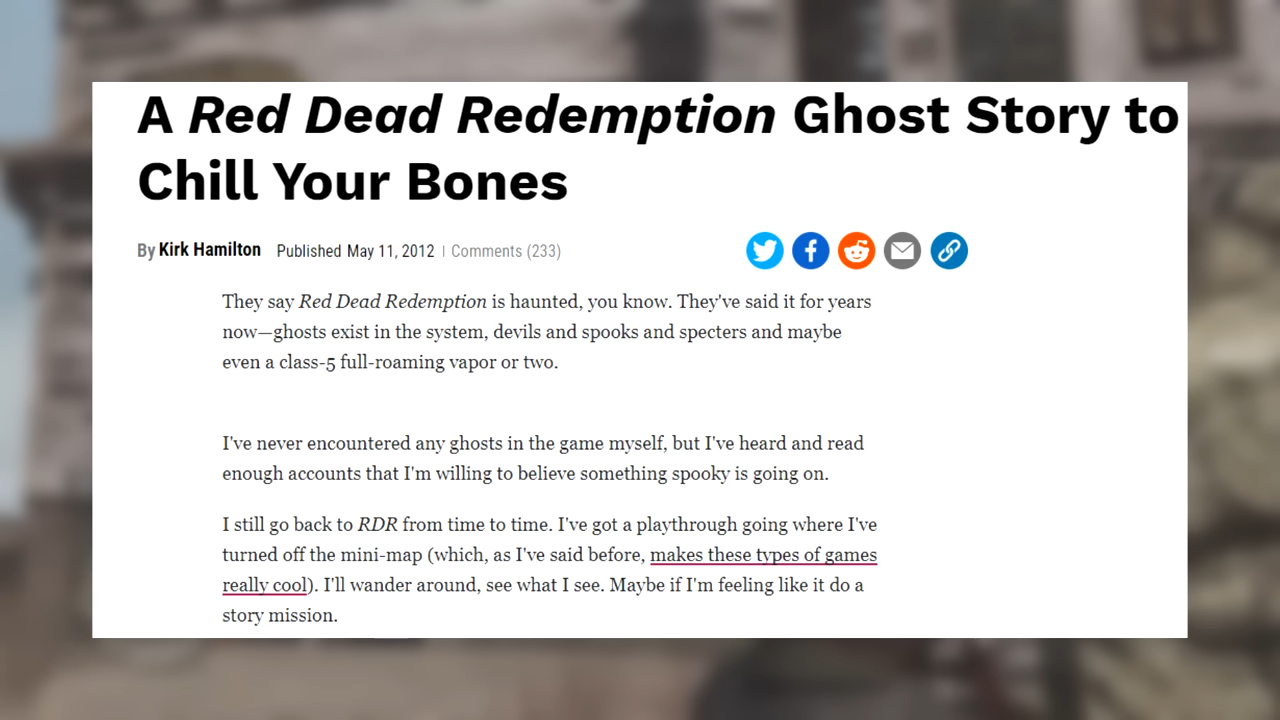 A Red Dead Redemption Ghost Story to
Chill Your Bones
By Kirk Hamilton Published May 11, 2012 | Comments (233)
They say Red Dead Redemption is haunted, you know. They've said it for years
now—ghosts exist in the system, devils and spooks and specters and maybe
even a class-5 full-roaming vapor or two.
I've never encountered any ghosts in the game myself, but I've heard and read
enough accounts that I'm willing to believe something spooky is going on.
I still go back to RDR from time to time. I've got a playthrough going where I've
turned off the mini-map (which, as I've said before, makes these types of games
really cool). I'll wander around, see what I see. Maybe if I'm feeling like it do a
story mission.